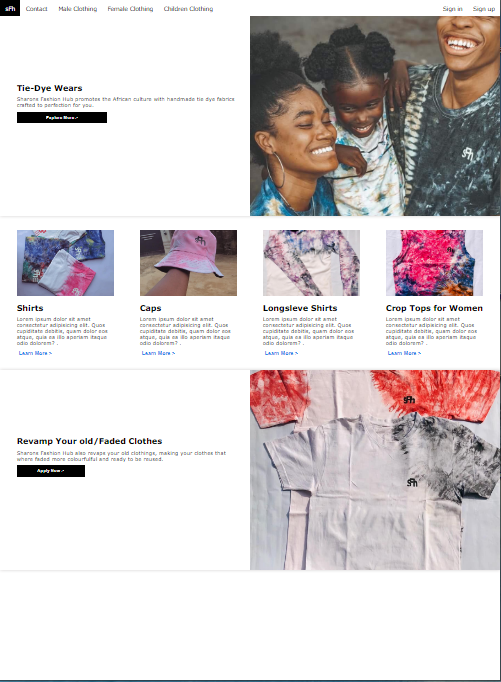 sFh Contact Male Clothing Female Clothing Children Clothing Sign in Sign up
Tie-Dye Wears
Sharone Fashion Hub promotes the African culture with handmade tie dye fabrics
crafted to perfection for you.
Explore More >
sFh
Shirts
Lorem ipsum dolor sit amet
consectetur adipisicing elit. Quos
cupiditate debitis, quam dolor eos
atque, quia ea illo aperiam itaque
odio dolorem? .
Learn More >
Caps
Lorem ipsum dolor sit amet
consectetur adipisicing elit. Quos
cupiditate debitis, quam dolor eos
atque, quia ea illo aperiam itaque
odio dolorem? .
Learn More >
Longsleve Shirts
Lorem ipsum dolor sit amet
consectetur adipisicing elit. Quos
cupiditate debitis, quam dolor eos
atque, quia ea illo aperiam itaque
odio dolorem? .
Learn More >
Crop Tops for Women
Lorem ipsum dolor sit amet
consectetur adipisicing elit. Quos
cupiditate debitis, quam dolor eos
atque, quia ea illo aperiam itaque
odio dolorem? .
Learn More >
Revamp Your old/Faded Clothes
Sharone Fashion Hub also revape your old clothings, making your clothes that
where faded more colourfulful and ready to be reused.
Apply Now >
sFh
sFh